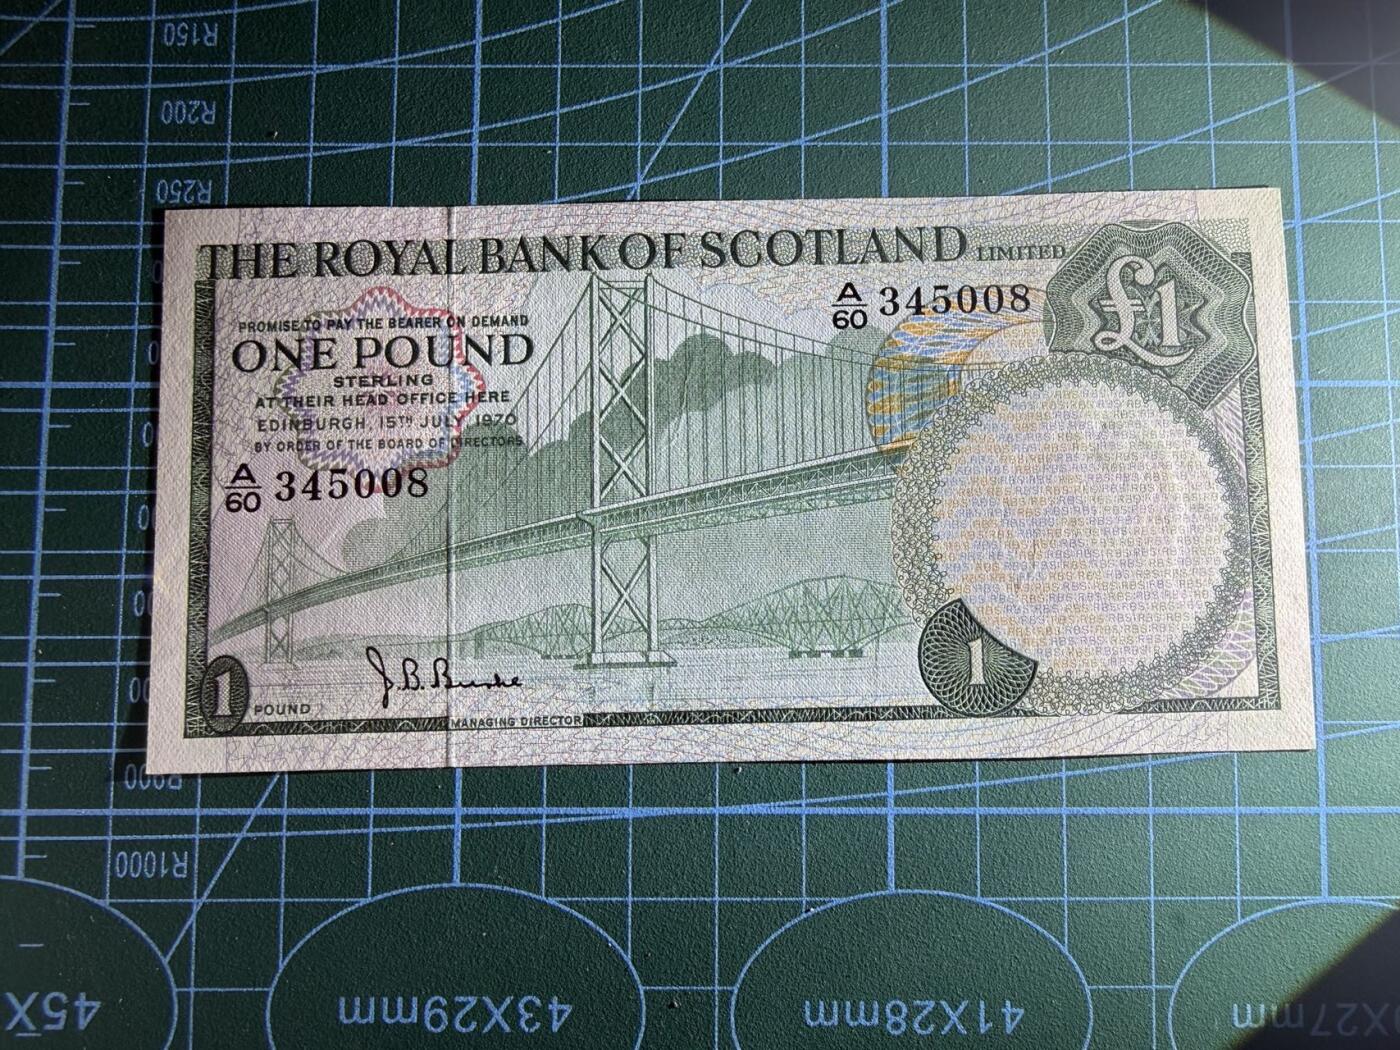 R150
R200
R250
THE ROYAL BANK OF SCOTLAND LIMITED
£1
A/60 345008
PROMISE TO PAY THE BEARER ON DEMAND
ONE POUND
STERLING
AT THEIR HEAD OFFICE HERE
EDINBURGH, 15TH JULY 1970
BY ORDER OF THE BOARD OF DIRECTORS
A/60 345008
J.B. Burke
1
POUND
MANAGING DIRECTOR
1
R1000
45X
43X29mm
41X28mm
X27mm